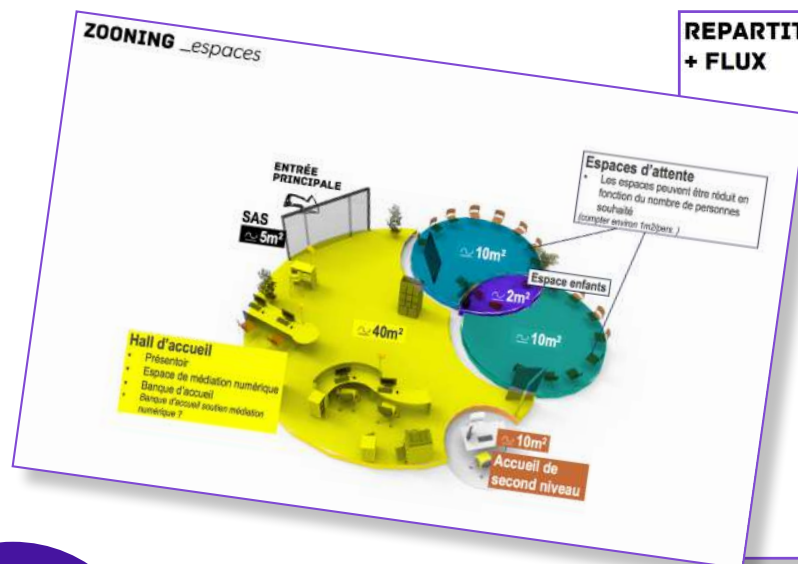 ZOONING _espaces
REPARTIT
+ FLUX
ENTRÉE
PRINCIPALE
SAS
≃ 5m²
Espaces d'attente
• Les espaces peuvent être réduit en
fonction du nombre de personnes
souhaité
(compter environ 1m2/pers. )
≃ 10m²
Espace enfants
≃ 2m²
≃ 40m²
≃ 10m²
Hall d'accueil
• Présentoir
• Espace de médiation numérique
• Banque d'accueil
• Banque d'accueil soutien médiation
numérique ?
≃ 10m²
Accueil de
second niveau